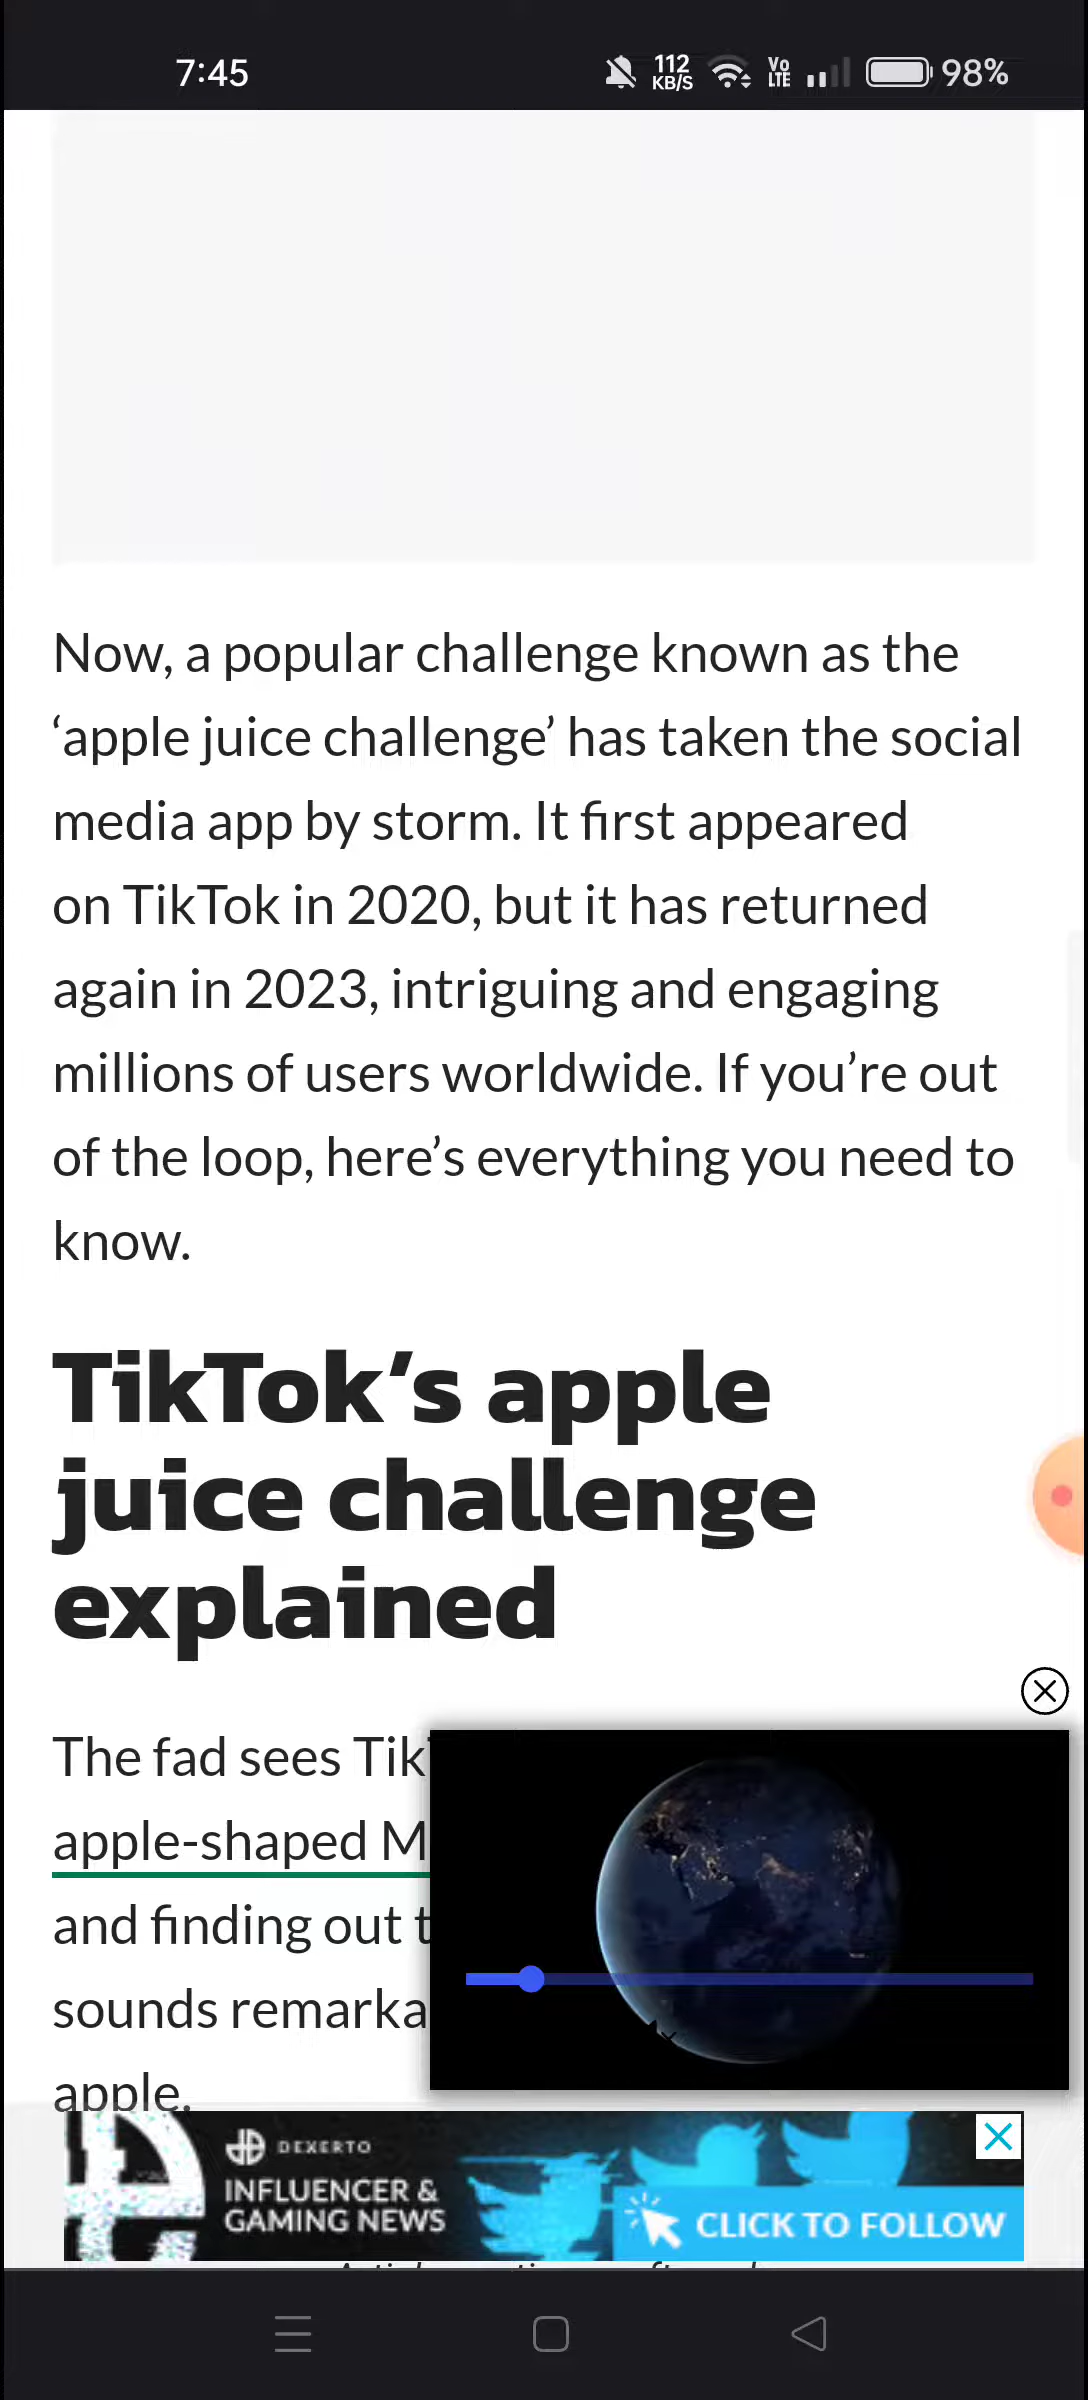 7:45
112
KB/S
Vo
LTE
98%
Now, a popular challenge known as the
‘apple juice challenge’ has taken the social
media app by storm. It first appeared
on TikTok in 2020, but it has returned
again in 2023, intriguing and engaging
millions of users worldwide. If you’re out
of the loop, here’s everything you need to
know.
TikTok’s apple
juice challenge
explained
The fad sees
apple-shaped
and finding out
sounds
apple.
DEXERTO
INFLUENCER &
GAMING NEWS
CLICK TO FOLLOW